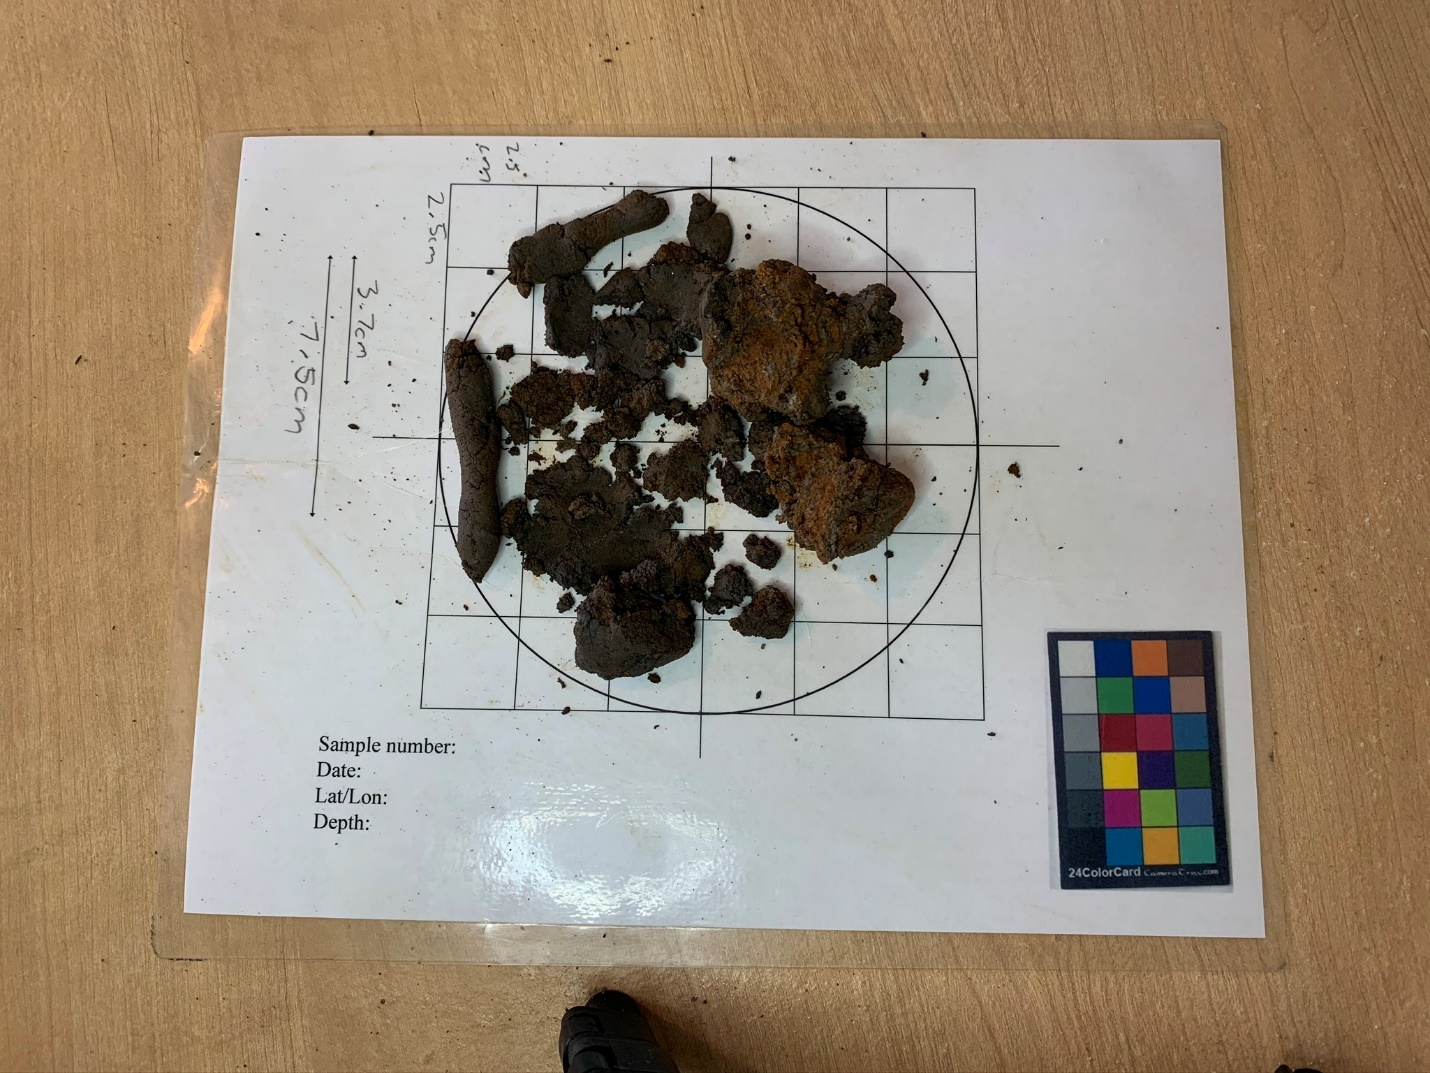 2.5
cm
2.5cm
3.7cm
7.5cm
Sample number:
Date:
Lat/Lon:
Depth:
24ColorCard